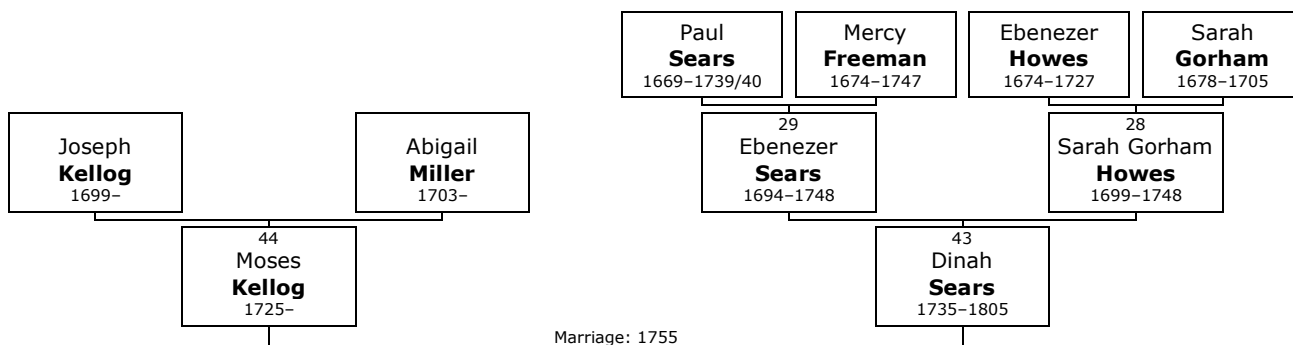 Paul
Sears
1669–1739/40
Mercy
Freeman
1674–1747
Ebenezer
Howes
1674–1727
Sarah
Gorham
1678–1705
Joseph
Kellog
1699–
Abigail
Miller
1703–
29
Ebenezer
Sears
1694–1748
28
Sarah Gorham
Howes
1699–1748
44
Moses
Kellog
1725–
43
Dinah
Sears
1735–1805
Marriage: 1755